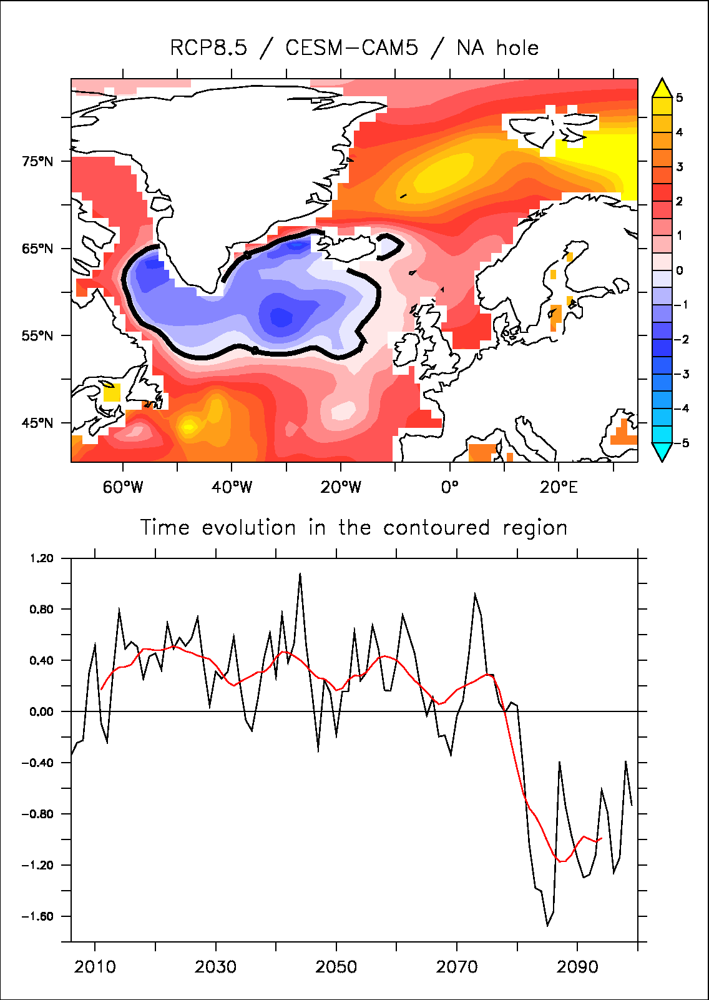 RCP8.5 / CESM-CAM5 / NA hole
75°N
65°N
55°N
45°N
60°W 40°W 20°W 0° 20°E
5
4
3
2
1
0
-1
-2
-3
-4
-5
Time evolution in the contoured region
1.20
0.80
0.40
0.00
-0.40
-0.80
-1.20
-1.60
2010 2030 2050 2070 2090